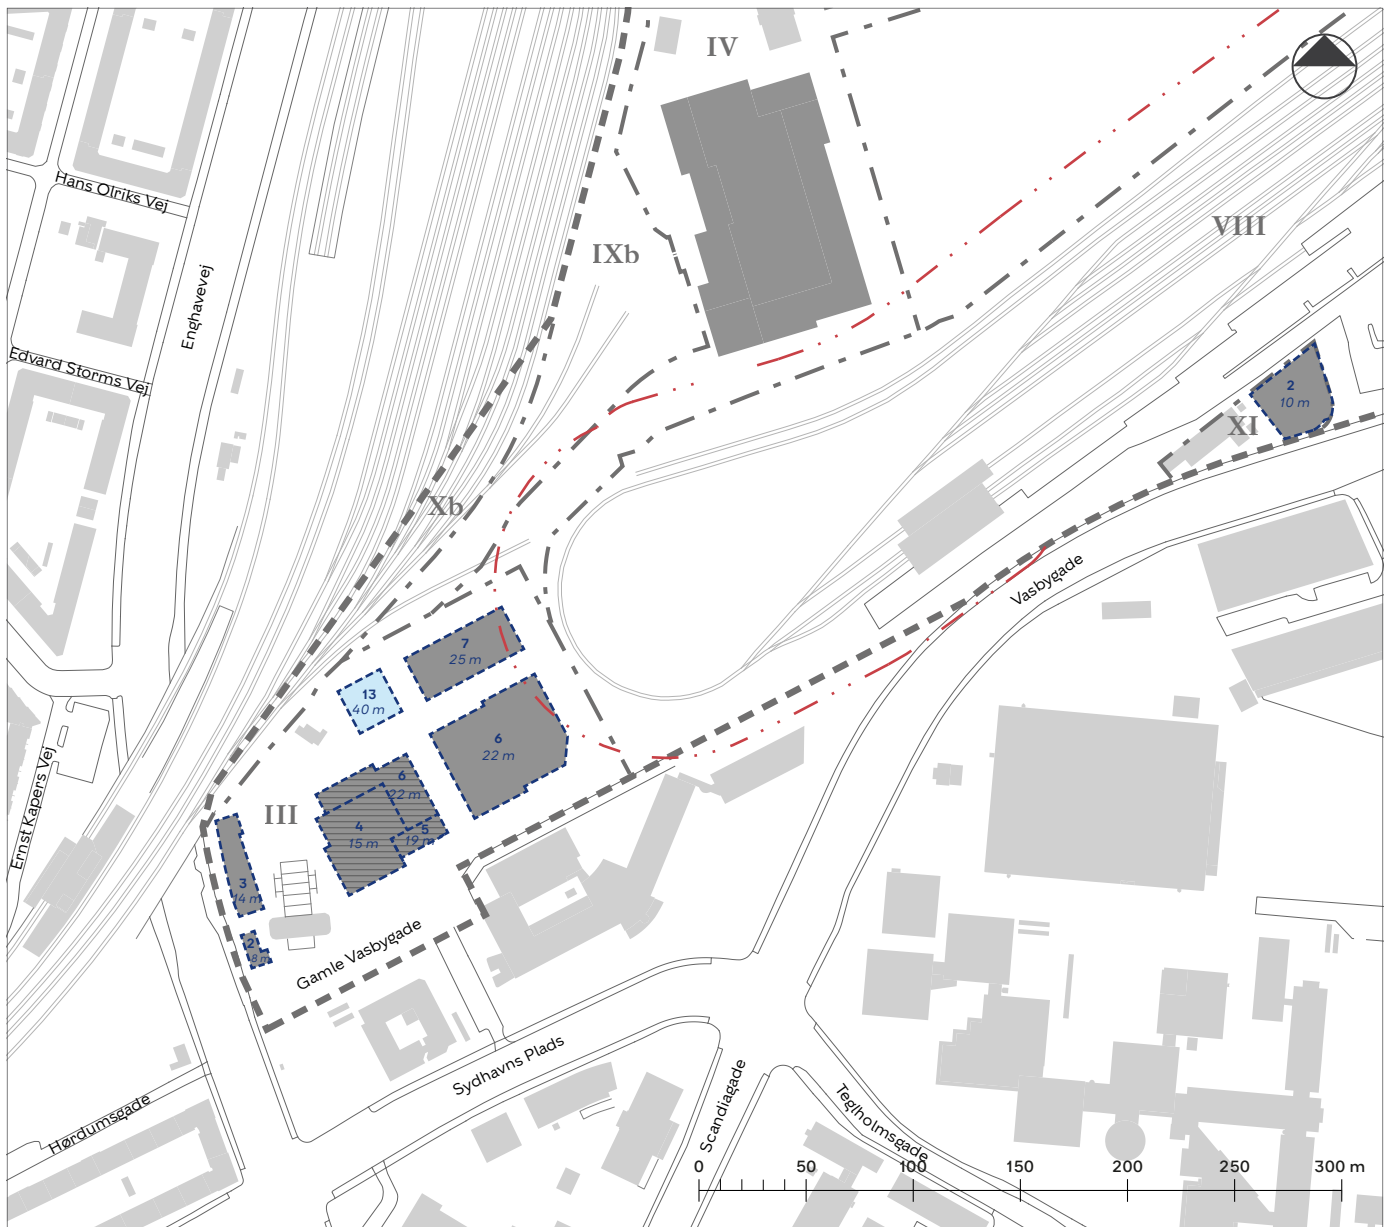 IV
Hans Olriks Vej
VIII
IXb
Enghavevej
Edvard Storms Vej
2
10 m
XI
Xb
Vasbygade
7
25 m
13
40 m
6
22 m
6
22 m
III
4
15 m
5
19 m
Ernst Kapers Vej
3
14 m
2
8 m
Gamle Vasbygade
Sydhavns Plads
Scandiagade
Teglholmsgade
Hørdumsgade
0 50 100 150 200 250 300 m